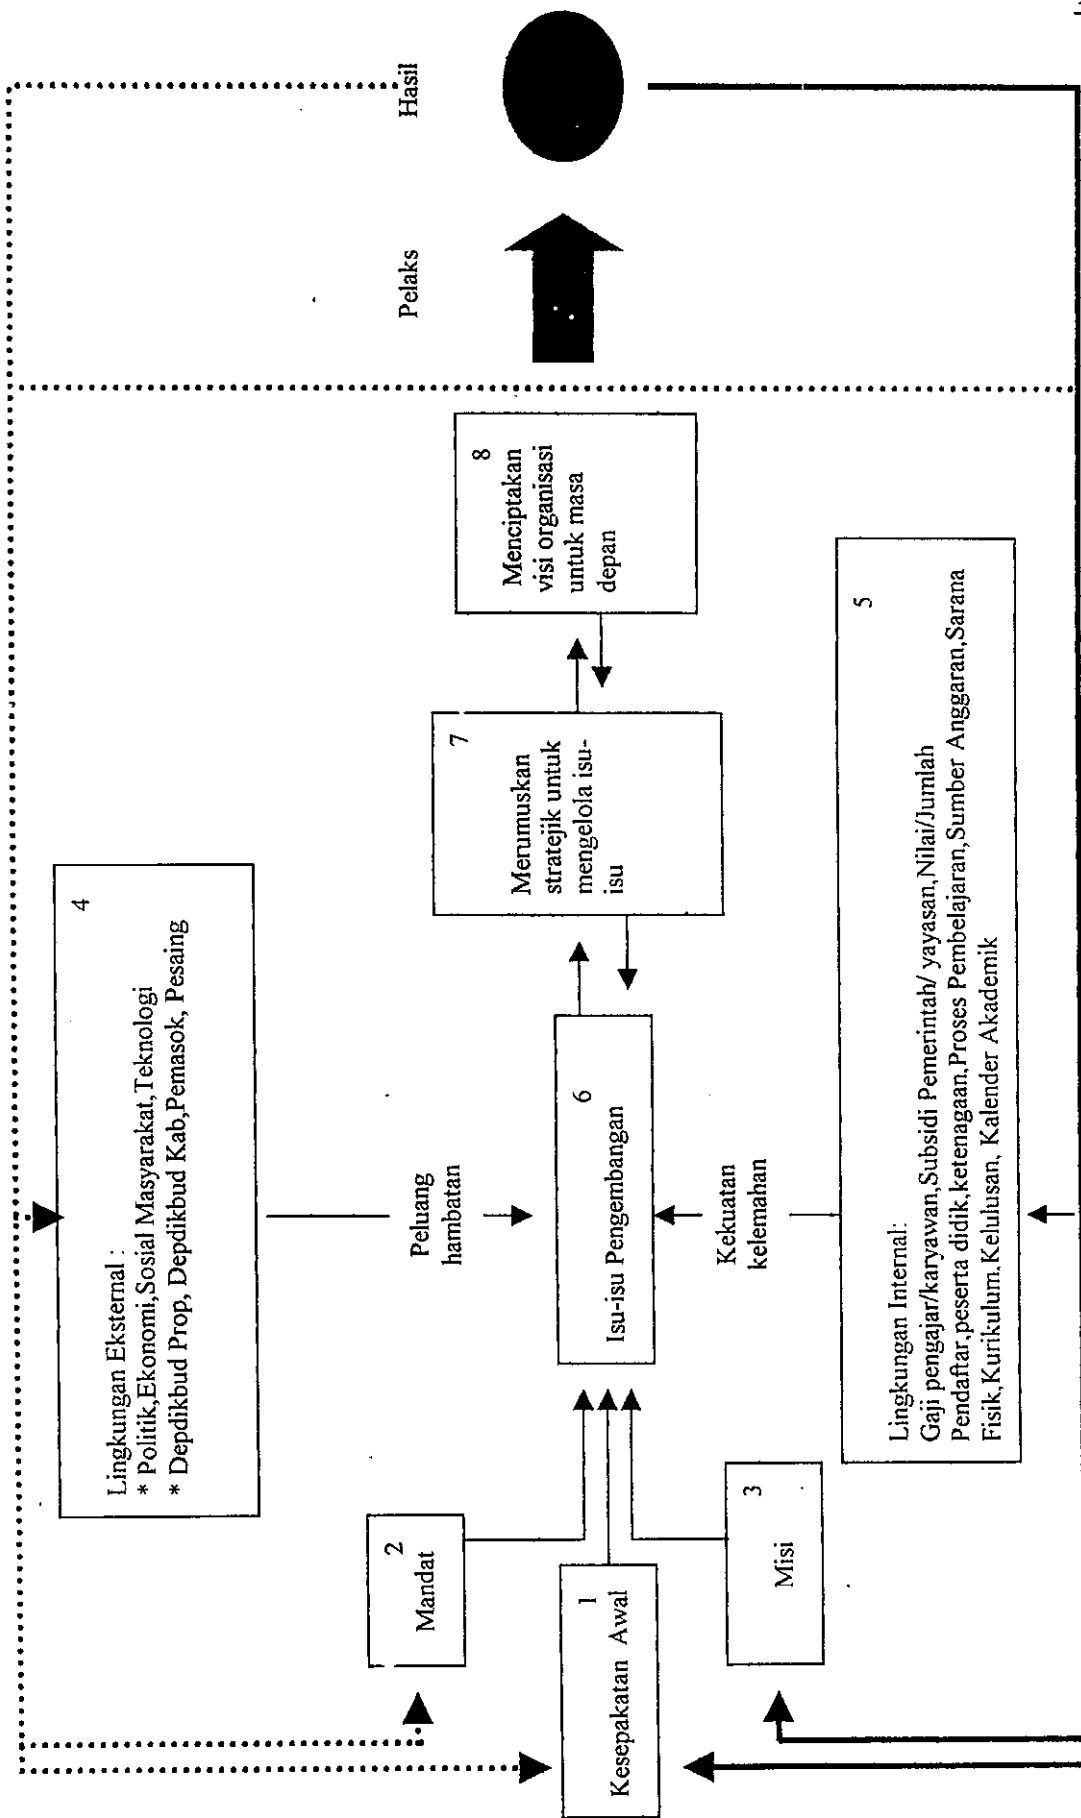 4
Lingkungan Eksternal :
* Politik,Ekonomi,Sosial Masyarakat,Teknologi
* Depdikbud Prop, Depdikbud Kab,Pemasok, Pesaing
2
Mandat
Peluang
hambatan
Pelaks
Hasil
1
Kesepakatan Awal
6
Isu-isu Pengembangan
7
Merumuskan
stratejik untuk
mengelola isu-
isu
8
Menciptakan
visi organisasi
untuk masa
depan
3
Misi
Kekuatan
kelemahan
5
Lingkungan Internal:
Gaji pengajar/karyawan,Subsidi Pemerintah/ yayasan,Nilai/Jumlah
Pendaftar,peserta didik,ketenagaan,Proses Pembelajaran,Sumber Anggaran,Sarana
Fisik,Kurikulum,Kelulusan, Kalender Akademik